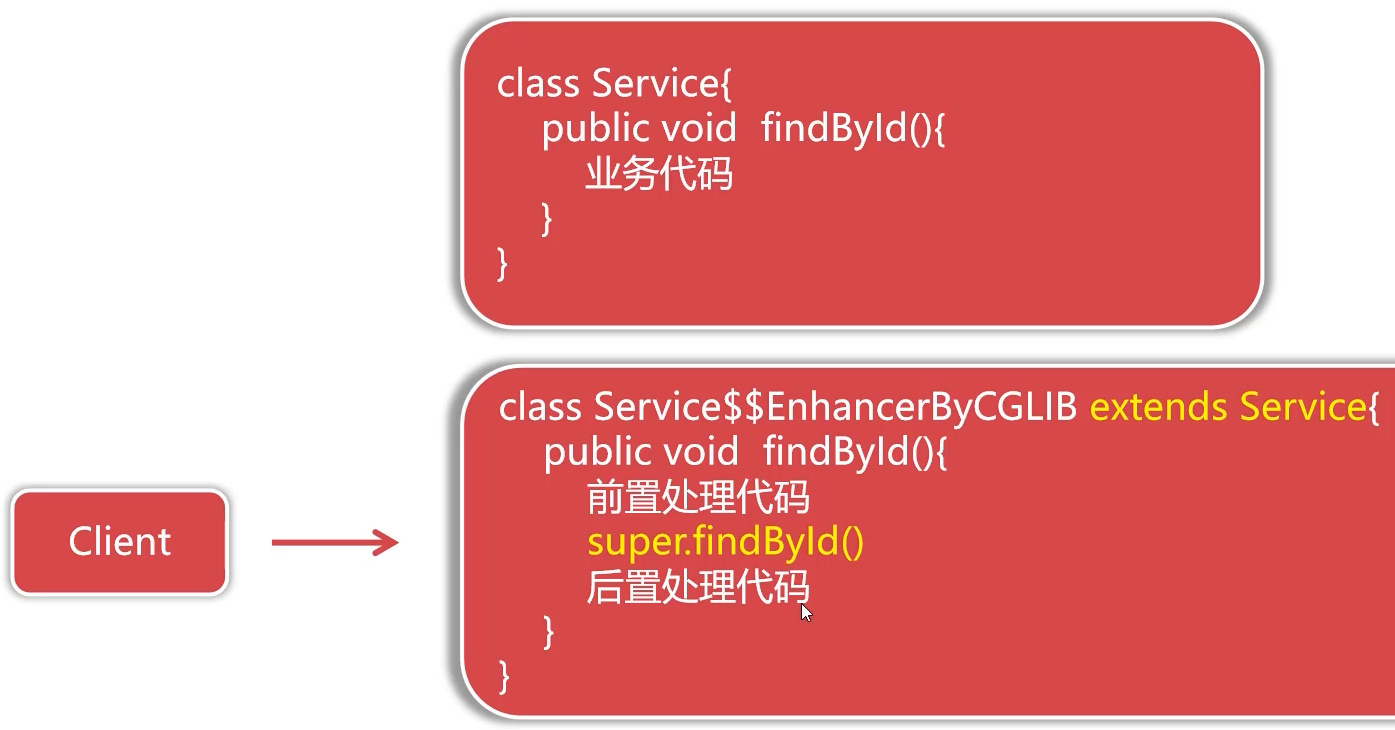 class Service{
public void findById(){
业务代码
}
}
class Service$$EnhancerByCGLIB extends Service{
public void findById(){
前置处理代码
super.findById()
后置处理代码
}
}
Client